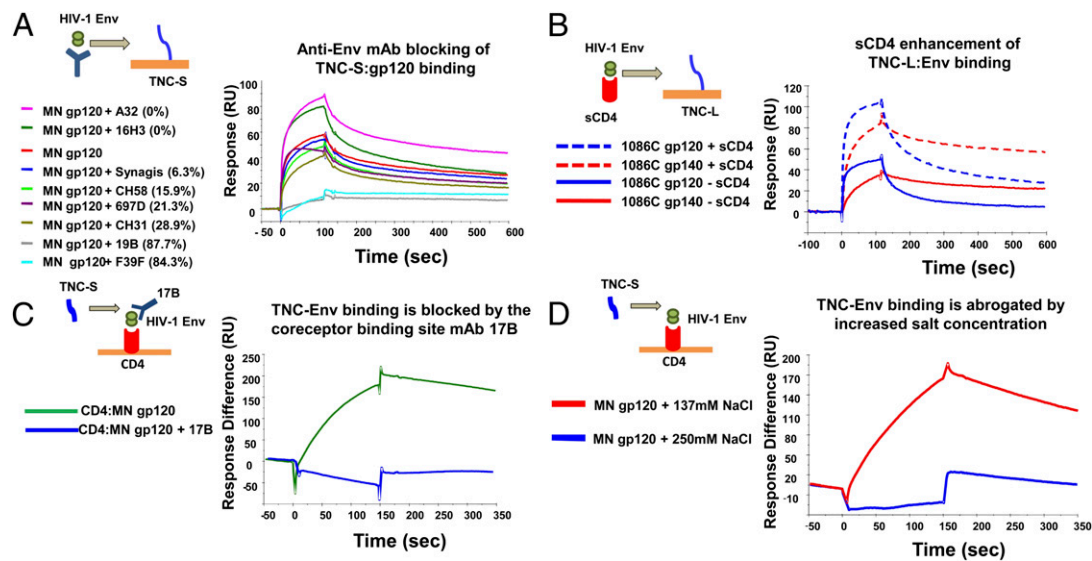 A
HIV-1 Env
TNC-S
Anti-Env mAb blocking of
TNC-S:gp120 binding
MN gp120 + A32 (0%)
MN gp120 + 16H3 (0%)
MN gp120
MN gp120 + Synagis (6.3%)
MN gp120 + CH58 (15.9%)
MN gp120 + 697D (21.3%)
MN gp120 + CH31 (28.9%)
MN gp120 + 19B (87.7%)
MN gp120+ F39F (84.3%)
Response (RU)
100
80
60
40
20
0
-50 0 100 200 300 400 500 600
Time (sec)
B
HIV-1 Env
sCD4
TNC-L
sCD4 enhancement of
TNC-L:Env binding
1086C gp120 + sCD4
1086C gp140 + sCD4
1086C gp120 - sCD4
1086C gp140 - sCD4
Response (RU)
120
100
80
60
40
20
0
-100 0 100 200 300 400 500 600
Time (sec)
C
TNC-S
17B
HIV-1 Env
CD4
TNC-Env binding is blocked by the
coreceptor binding site mAb 17B
CD4:MN gp120
CD4:MN gp120 + 17B
Response Difference (RU)
250
200
150
100
50
0
-50
-50 0 50 100 150 200 250 300 350
Time (sec)
D
TNC-S
HIV-1 Env
CD4
TNC-Env binding is abrogated by
increased salt concentration
MN gp120 + 137mM NaCl
MN gp120 + 250mM NaCl
Response Difference (RU)
200
170
140
110
80
50
20
-10
-50 0 50 100 150 200 250 300 350
Time (sec)